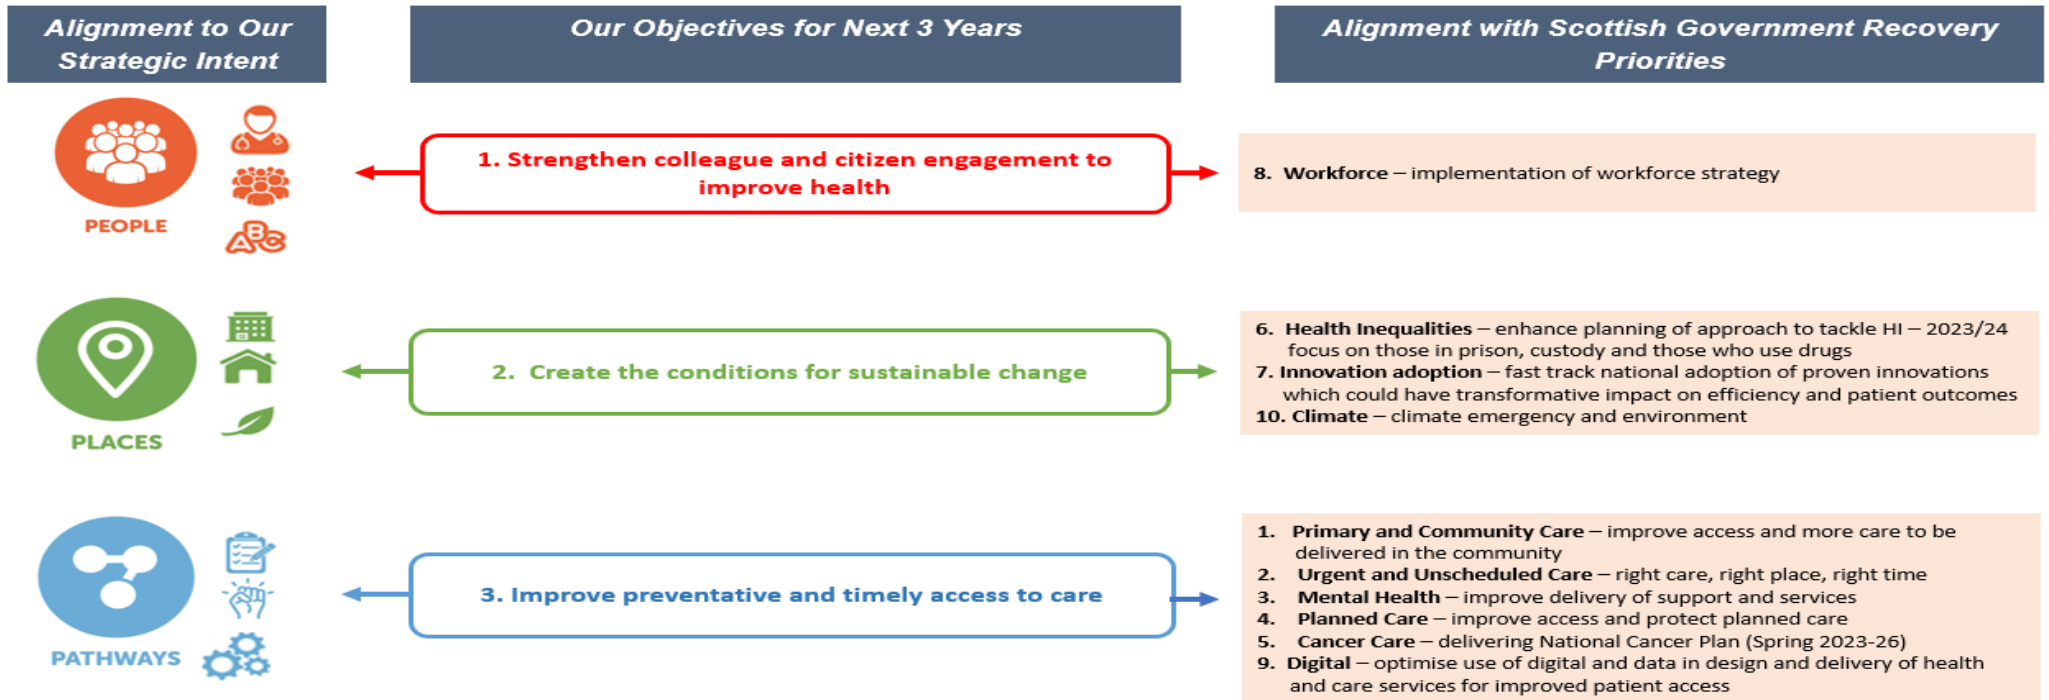 Alignment to Our
Strategic Intent
Our Objectives for Next 3 Years
Alignment with Scottish Government Recovery
Priorities
PEOPLE
ABC
1. Strengthen colleague and citizen engagement to
improve health
8. Workforce – implementation of workforce strategy
PLACES
2. Create the conditions for sustainable change
6. Health Inequalities – enhance planning of approach to tackle HI – 2023/24
focus on those in prison, custody and those who use drugs
7. Innovation adoption – fast track national adoption of proven innovations
which could have transformative impact on efficiency and patient outcomes
10. Climate – climate emergency and environment
PATHWAYS
3. Improve preventative and timely access to care
1. Primary and Community Care – improve access and more care to be
delivered in the community
2. Urgent and Unscheduled Care – right care, right place, right time
3. Mental Health – improve delivery of support and services
4. Planned Care – improve access and protect planned care
5. Cancer Care – delivering National Cancer Plan (Spring 2023-26)
9. Digital – optimise use of digital and data in design and delivery of health
and care services for improved patient access